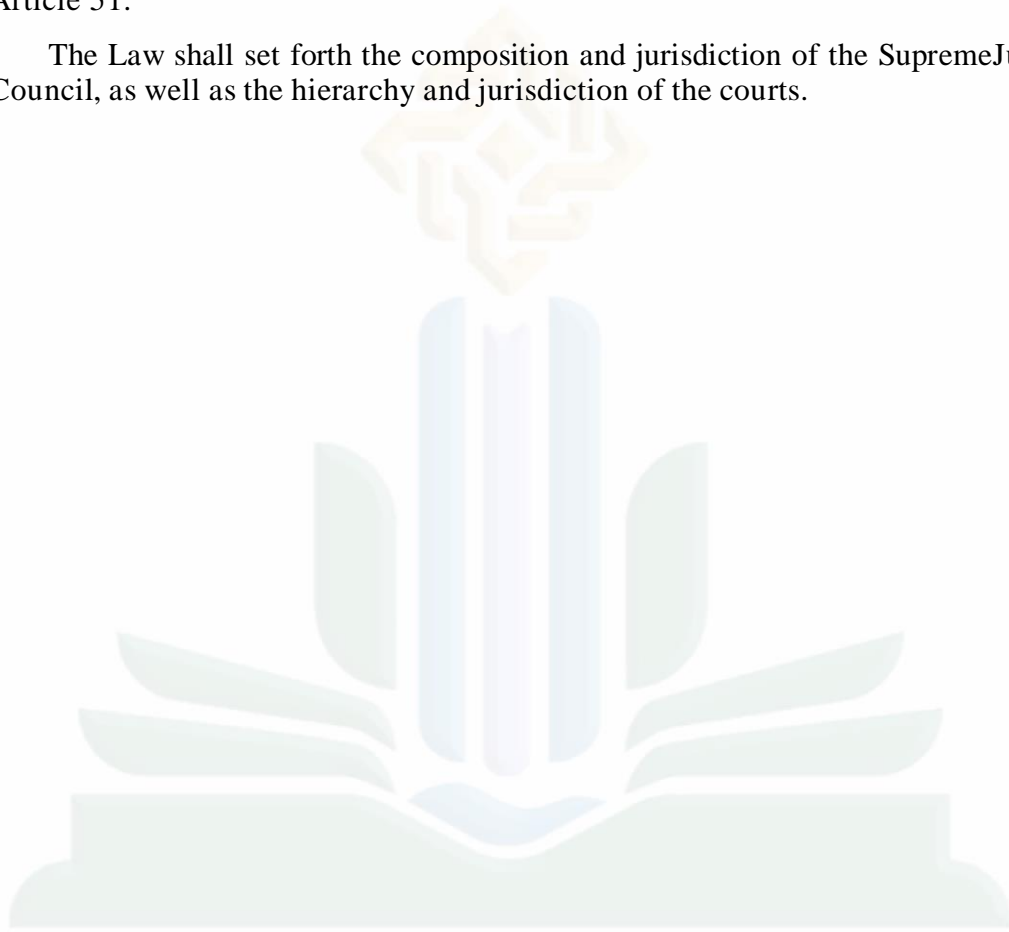 Article 51:
The Law shall set forth the composition and jurisdiction of the SupremeJu
Council, as well as the hierarchy and jurisdiction of the courts.